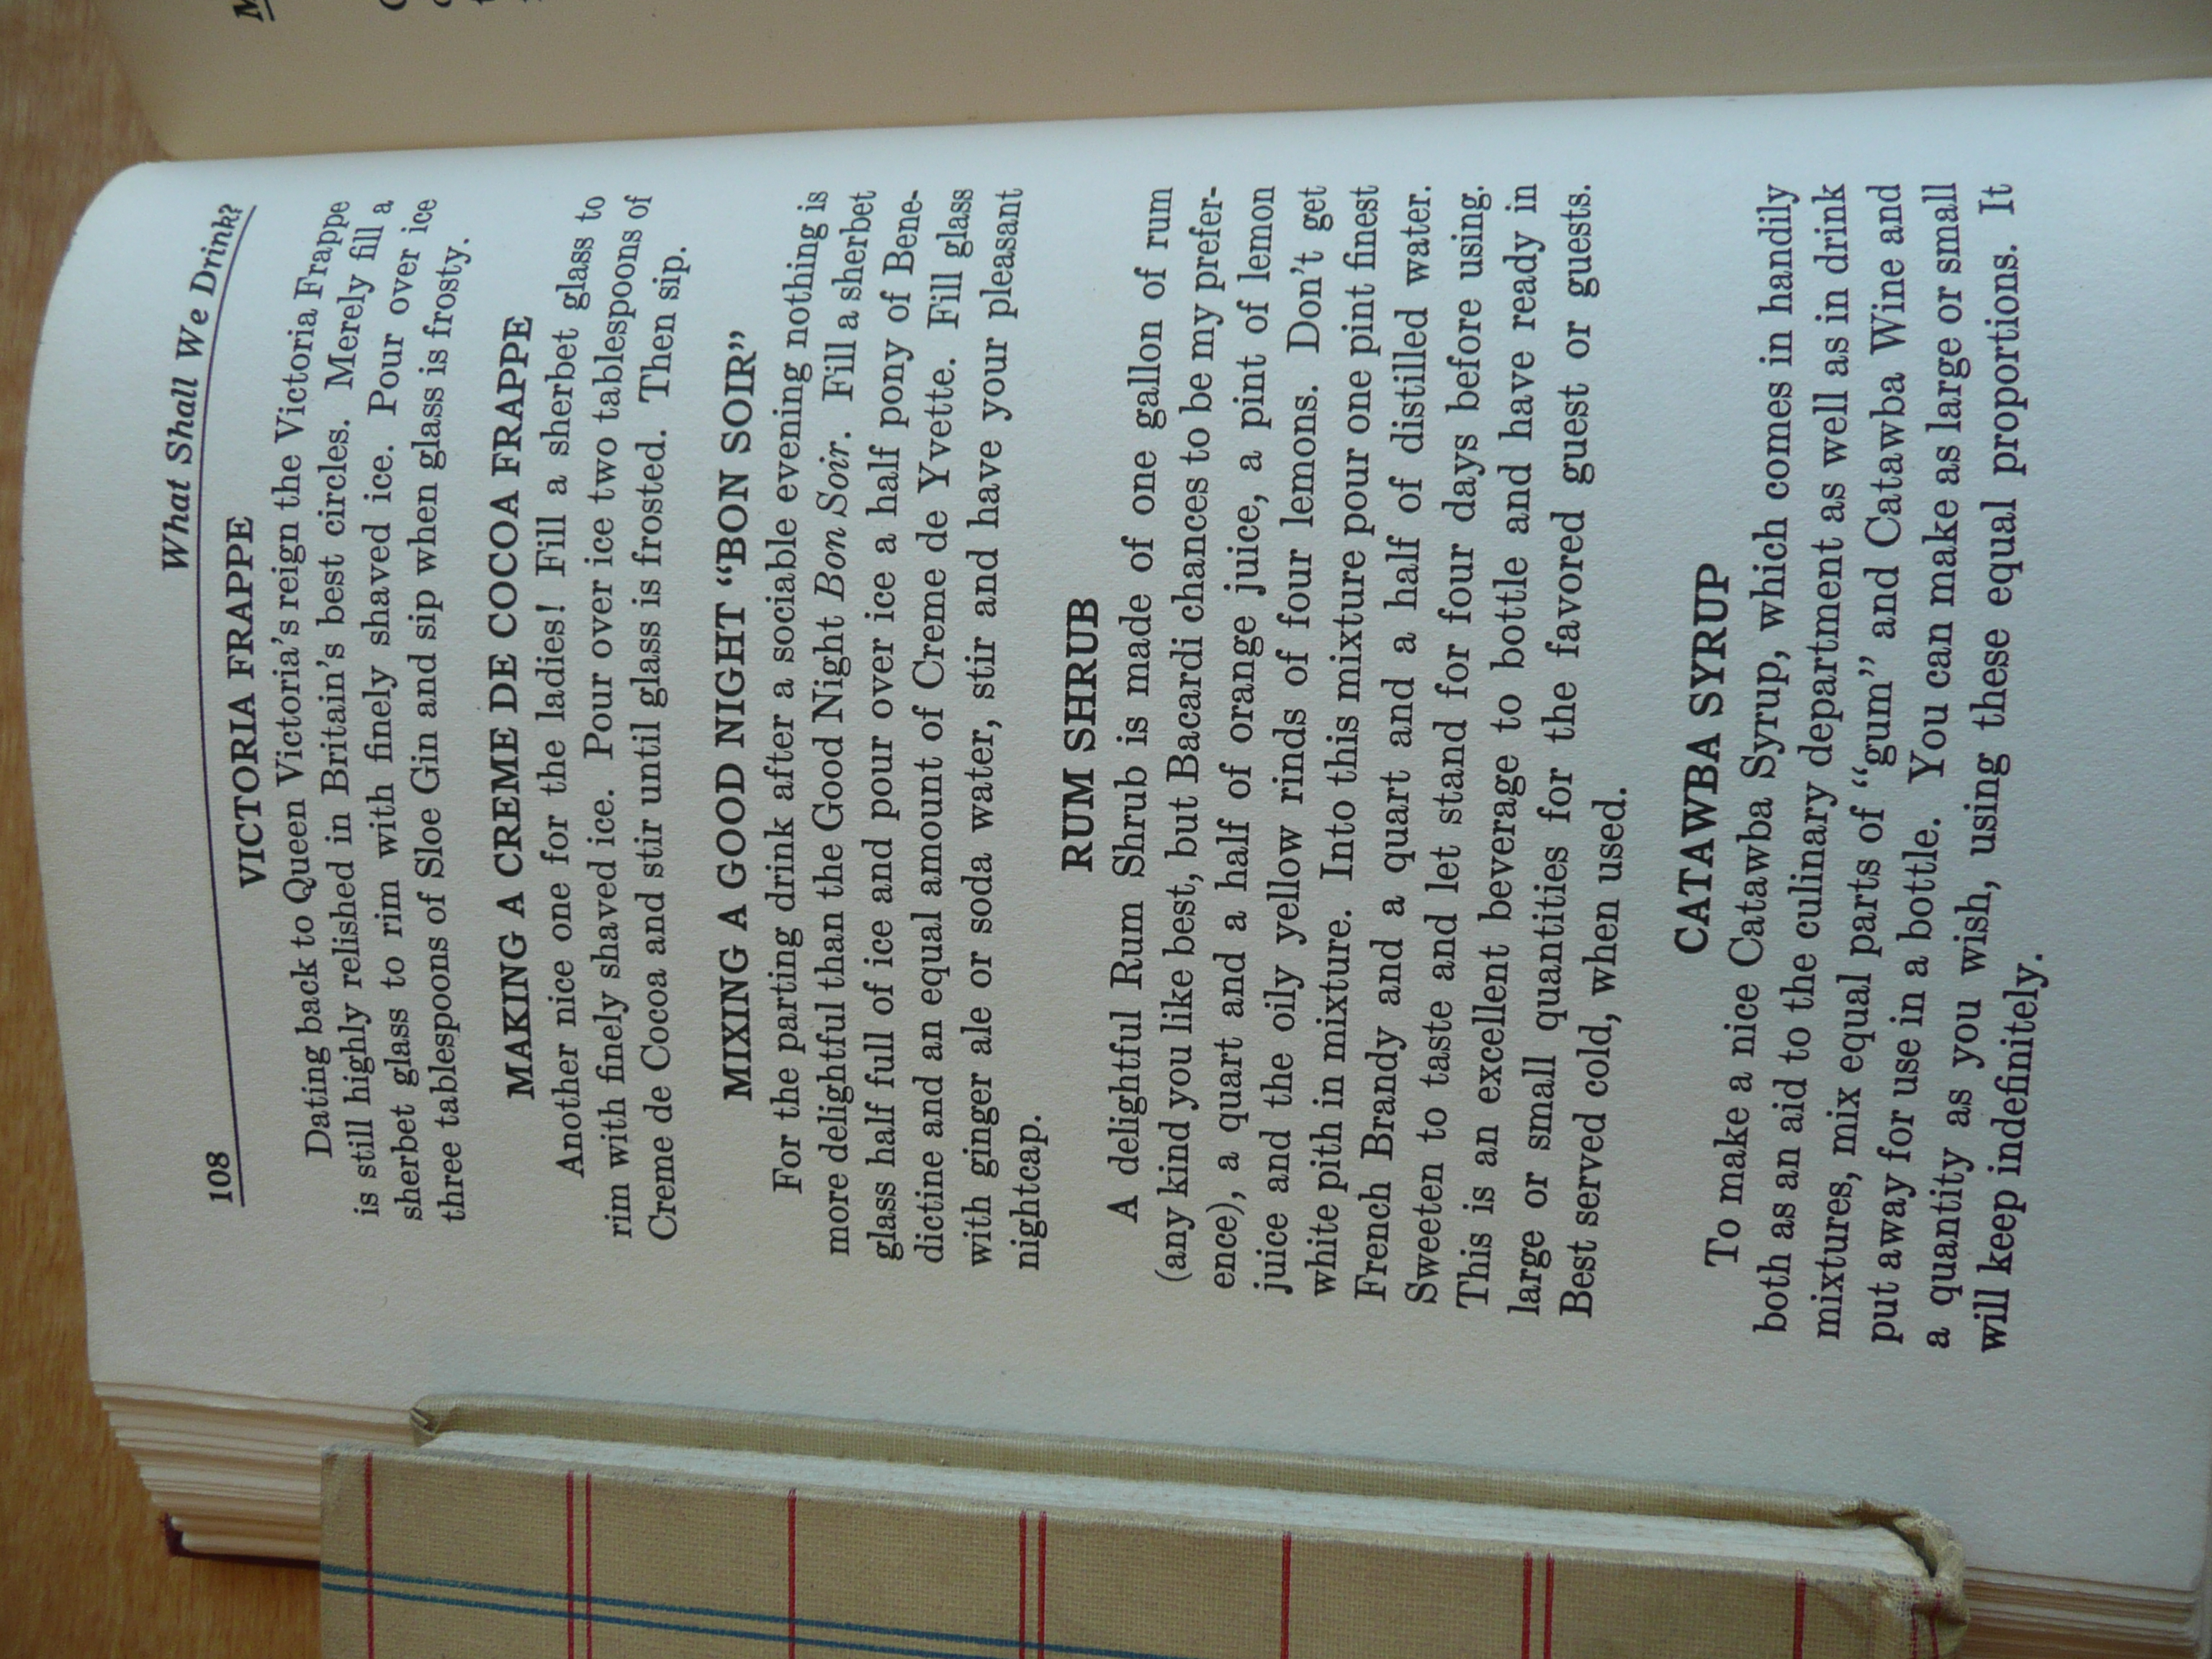 108
What Shall We Drink?
VICTORIA FRAPPE
Dating back to Queen Victoria's reign the Victoria Frappe
is still highly relished in Britain's best circles. Merely fill a
sherbet glass to rim with finely shaved ice. Pour over ice
three tablespoons of Sloe Gin and sip when glass is frosty.
MAKING A CREME DE COCOA FRAPPE
Another nice one for the ladies! Fill a sherbet glass to
rim with finely shaved ice. Pour over ice two tablespoons of
Creme de Cocoa and stir until glass is frosted. Then sip.
MIXING A GOOD NIGHT “BON SOIR”
For the parting drink after a sociable evening nothing is
more delightful than the Good Night Bon Soir. Fill a sherbet
glass half full of ice and pour over ice a half pony of Bene-
dictine and an equal amount of Creme de Yvette. Fill glass
with ginger ale or soda water, stir and have your pleasant
nightcap.
RUM SHRUB
A delightful Rum Shrub is made of one gallon of rum
(any kind you like best, but Bacardi chances to be my prefer-
ence), a quart and a half of orange juice, a pint of lemon
juice and the oily yellow rinds of four lemons. Don't get
white pith in mixture. Into this mixture pour one pint finest
French Brandy and a quart and a half of distilled water.
Sweeten to taste and let stand for four days before using.
This is an excellent beverage to bottle and have ready in
large or small quantities for the favored guest or guests.
Best served cold, when used.
CATAWBA SYRUP
To make a nice Catawba Syrup, which comes in handily
both as an aid to the culinary department as well as in drink
mixtures, mix equal parts of “gum” and Catawba Wine and
put away for use in a bottle. You can make as large or small
a quantity as you wish, using these equal proportions. It
will keep indefinitely.